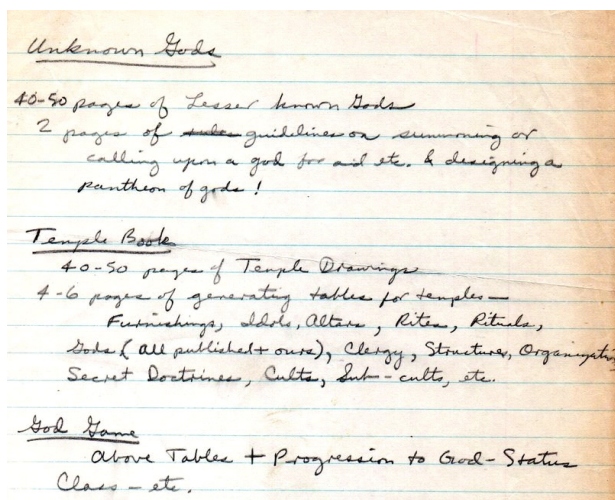 Unknown Gods
40-50 pages of Lesser known Gods
2 pages of rules guidelines on summoning or
calling upon a god for aid etc. & designing a
pantheon of gods!
Temple Book
40-50 pages of Temple Drawings
4-6 pages of generating tables for temples—
Furnishings, Idols, Altars, Rites, Rituals,
Gods (all published + ours), Clergy, Structures, Organization
Secret Doctrines, Cults, Sub-cults, etc.
God Game
above Tables + Progression to God-Status
Class — etc.